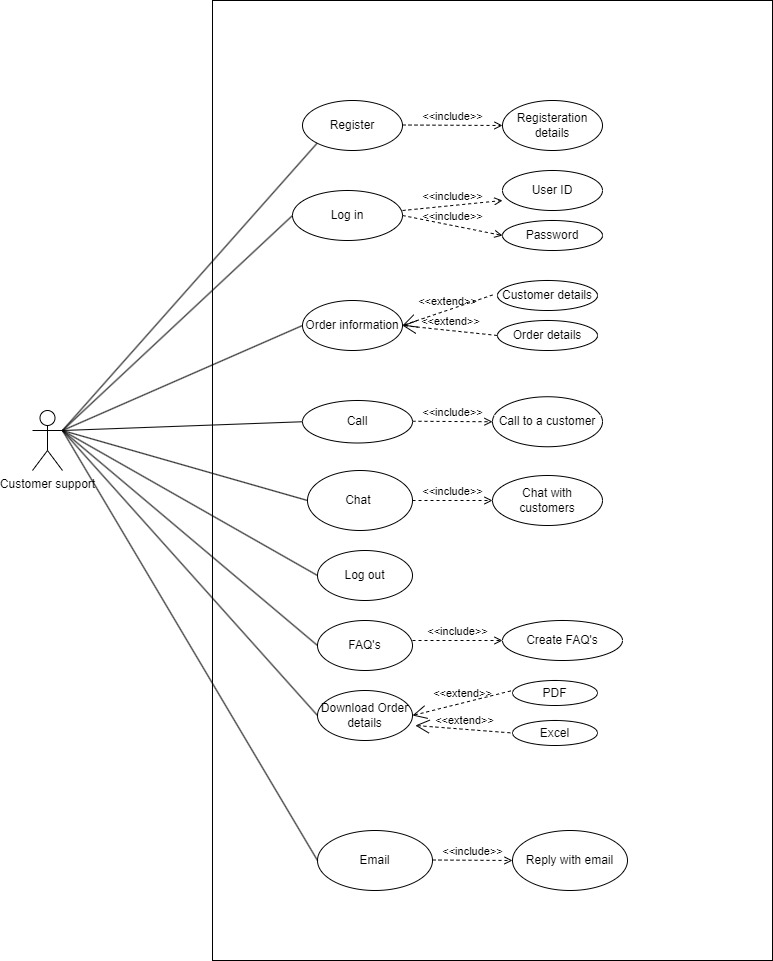 <<include>>
Register
Registeration
details
<<include>>
User ID
Log in
<<include>>
Password
<<extend>>
Customer details
Order information
<<extend>>
Order details
<<include>>
Call
Call to a customer
<<include>>
Chat
Chat with
customers
Customer support
Log out
<<include>>
FAQ's
Create FAQ's
<<extend>>
PDF
Download Order
details
<<extend>>
Excel
<<include>>
Email
Reply with email